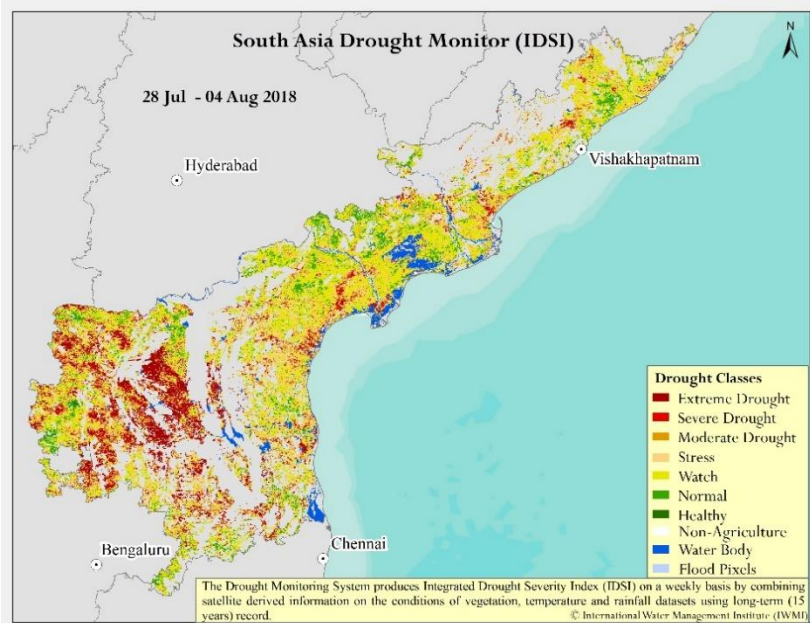 South Asia Drought Monitor (IDSI)
N
28 Jul - 04 Aug 2018
Hyderabad
Vishakhapatnam
Drought Classes
Extreme Drought
Severe Drought
Moderate Drought
Stress
Watch
Normal
Healthy
Non-Agriculture
Water Body
Flood Pixels
Bengaluru
Chennai
The Drought Monitoring System produces Integrated Drought Severity Index (IDSI) on a weekly basis by combining
satellite derived information on the conditions of vegetation, temperature and rainfall datasets using long-term (15
years) record.
© International Water Management Institute (IWMI)